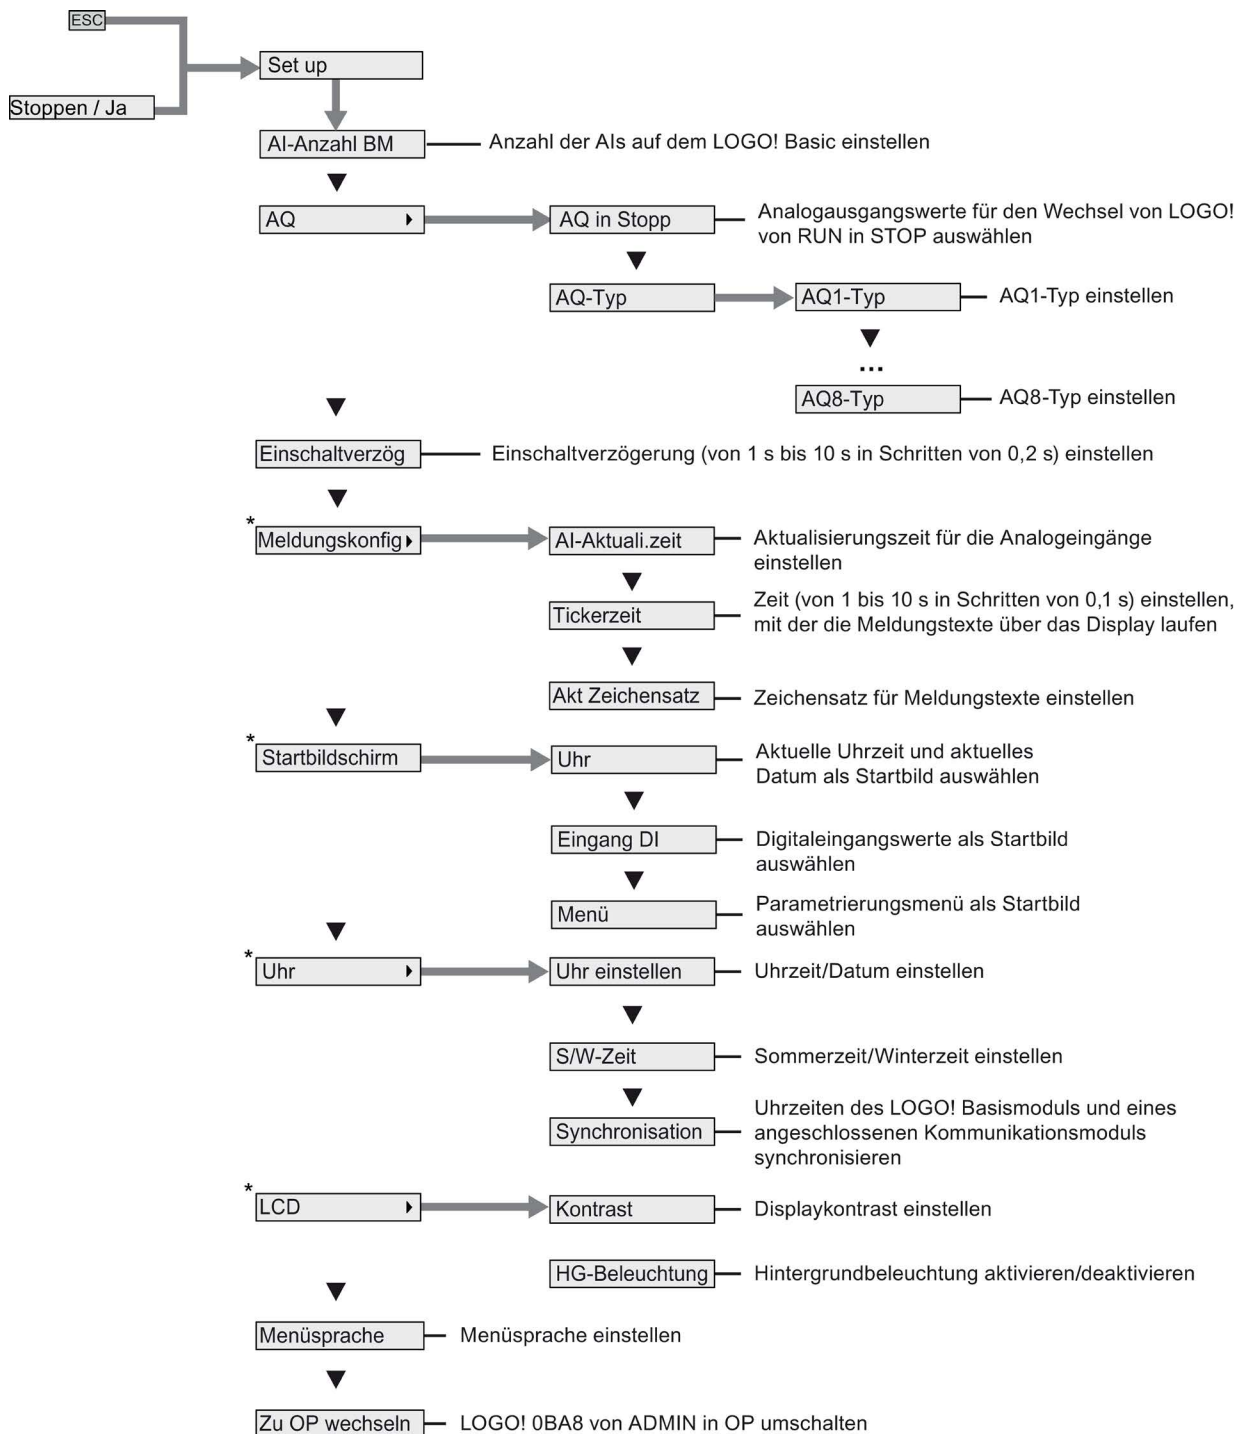 ESC
Set up
Stoppen / Ja
AI-Anzahl BM
Anzahl der AIs auf dem LOGO! Basic einstellen
AQ
AQ in Stopp
Analogausgangswerte für den Wechsel von LOGO!
von RUN in STOP auswählen
AQ-Typ
AQ1-Typ
AQ1-Typ einstellen
...
AQ8-Typ
AQ8-Typ einstellen
Einschaltverzög
Einschaltverzögerung (von 1 s bis 10 s in Schritten von 0,2 s) einstellen
*
Meldungskonfig
AI-Aktuali.zeit
Aktualisierungszeit für die Analogeingänge
einstellen
Tickerzeit
Zeit (von 1 bis 10 s in Schritten von 0,1 s) einstellen,
mit der die Meldungstexte über das Display laufen
Akt Zeichensatz
Zeichensatz für Meldungstexte einstellen
*
Startbildschirm
Uhr
Aktuelle Uhrzeit und aktuelles
Datum als Startbild auswählen
Eingang DI
Digitaleingangswerte als Startbild
auswählen
Menü
Parametrierungsmenü als Startbild
auswählen
*
Uhr
Uhr einstellen
Uhrzeit/Datum einstellen
S/W-Zeit
Sommerzeit/Winterzeit einstellen
Synchronisation
Uhrzeiten des LOGO! Basismoduls und eines
angeschlossenen Kommunikationsmoduls
synchronisieren
*
LCD
Kontrast
Displaykontrast einstellen
HG-Beleuchtung
Hintergrundbeleuchtung aktivieren/deaktivieren
Menüsprache
Menüsprache einstellen
Zu OP wechseln
LOGO! 0BA8 von ADMIN in OP umschalten